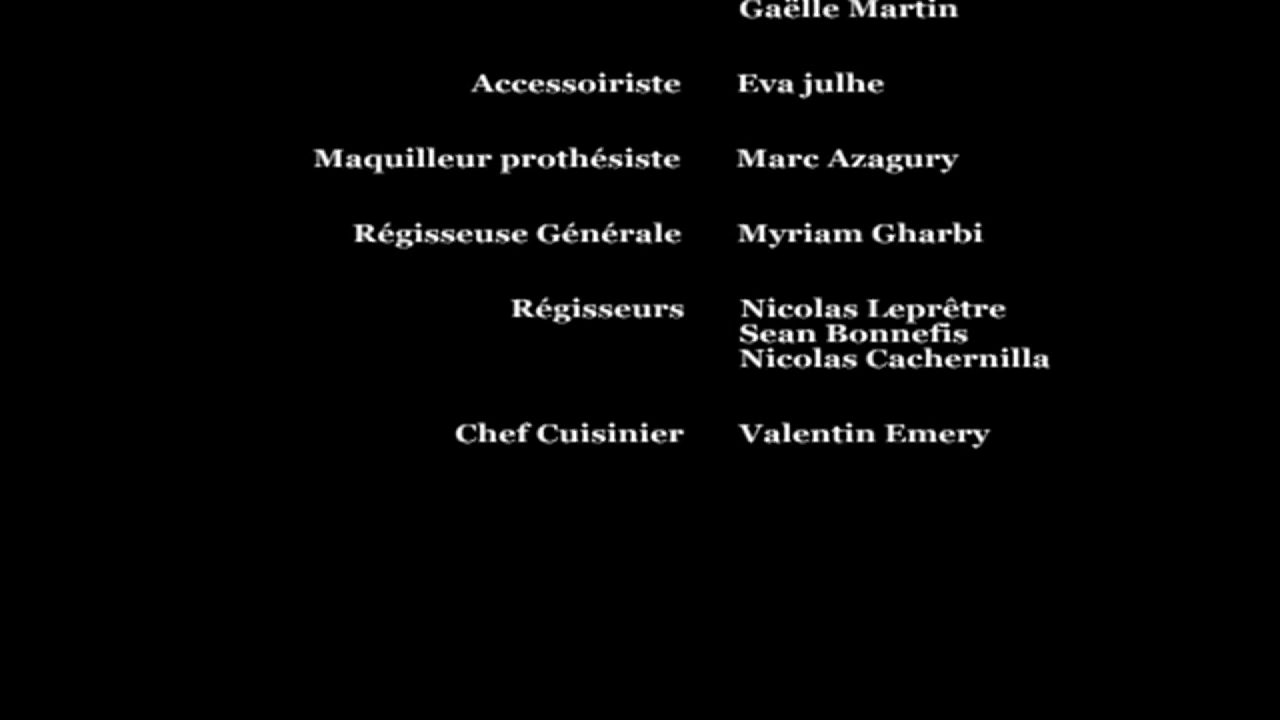 Gaëlle Martin
Accessoiriste Eva julhe
Maquilleur prothésiste Marc Azagury
Régisseuse Générale Myriam Gharbi
Régisseurs Nicolas Leprêtre
Sean Bonnefis
Nicolas Cachernilla
Chef Cuisinier Valentin Emery